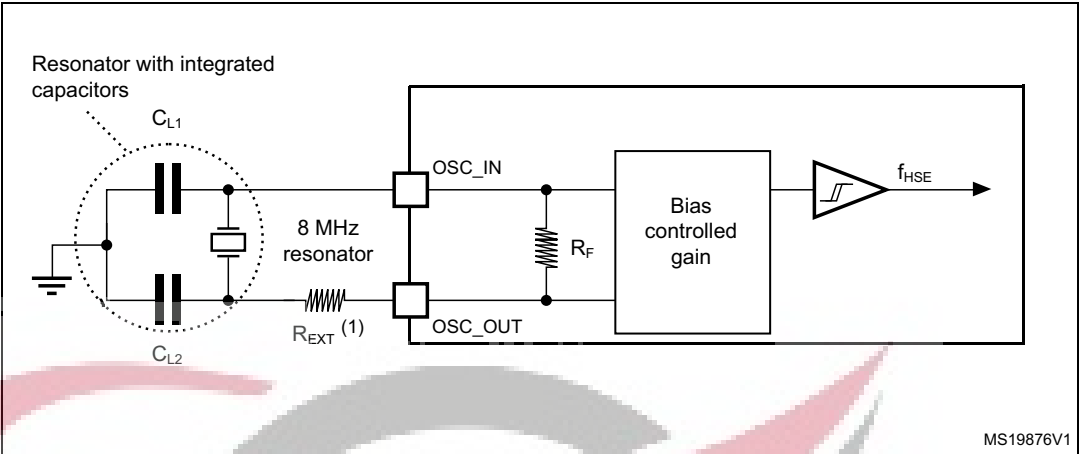 Resonator with integrated
capacitors
CL1
OSC_IN
fHSE
8 MHz
resonator
RF
Bias
controlled
gain
REXT (1)
OSC_OUT
CL2
MS19876V1